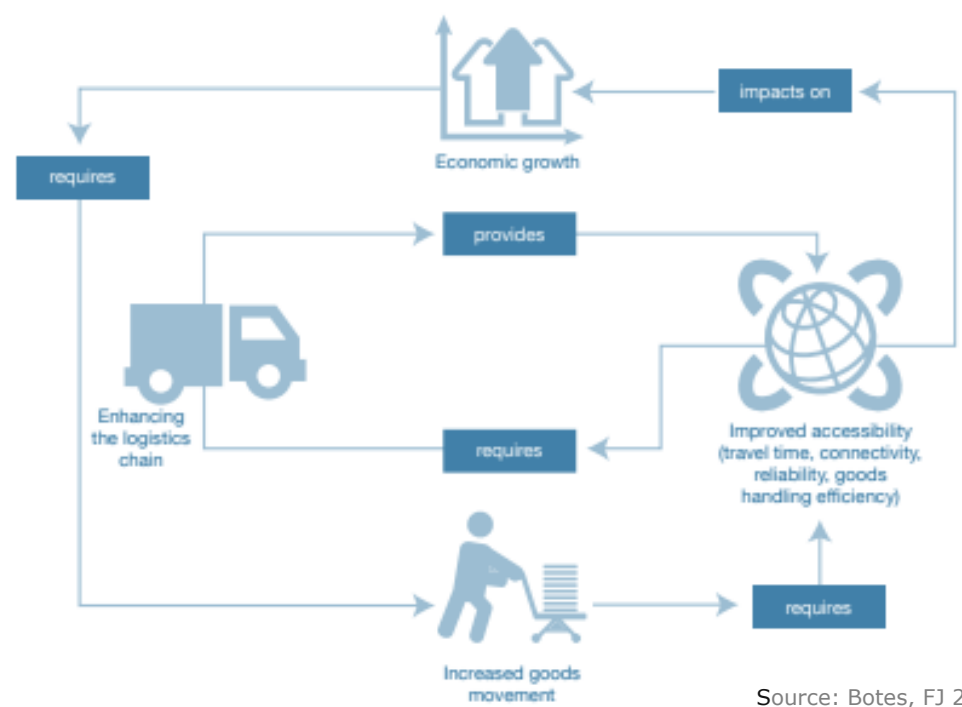 impacts on
Economic growth
requires
provides
Enhancing
the logistics
chain
requires
Improved accessibility
(travel time, connectivity,
reliability, goods
handling efficiency)
requires
Increased goods
movement
Source: Botes, FJ 2